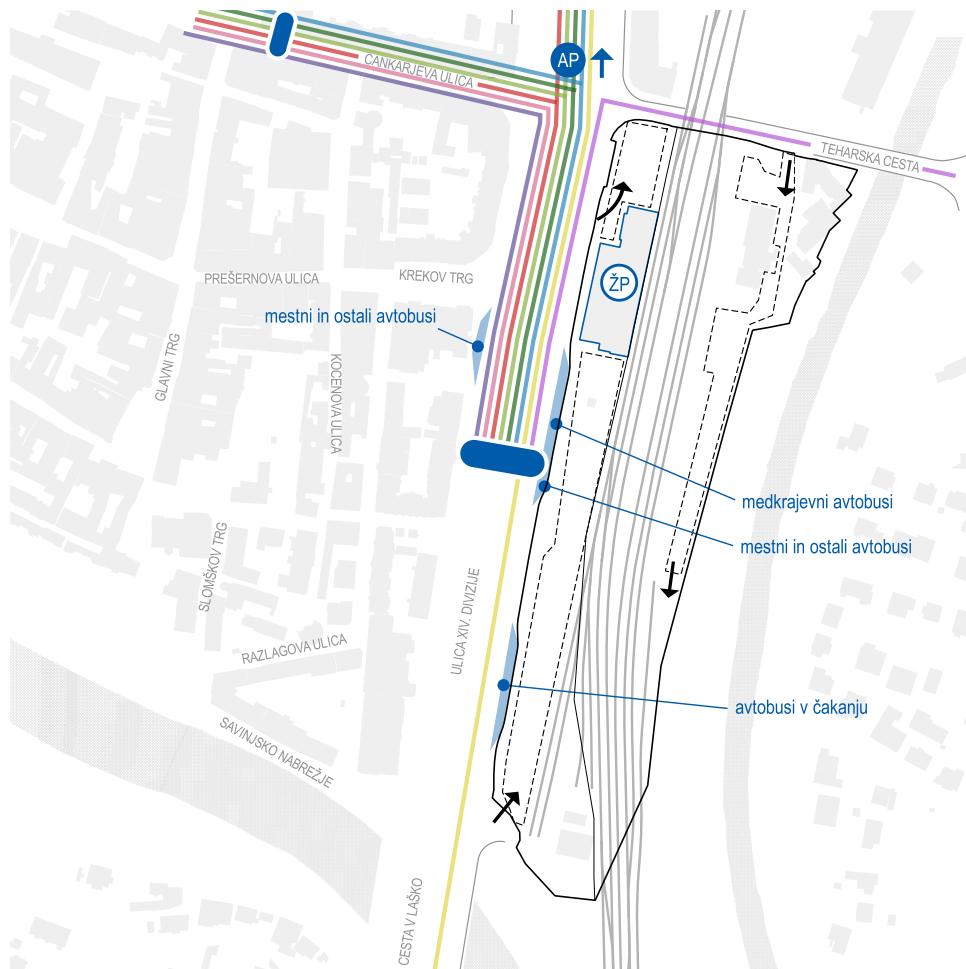 AP
CANKARJEVA ULICA
TEHARSKA CESTA
PREŠERNOVA ULICA
KREKOV TRG
ŽP
mestni in ostali avtobusi
GLAVNI TRG
KOCENOVA ULICA
medkrajevni avtobusi
mestni in ostali avtobusi
SLOMŠKOV TRG
ULICA XIV. DIVIZIJE
RAZLAGOVA ULICA
avtobusi v čakanju
SAVINJSKO NABREŽJE
CESTA V LAŠKO